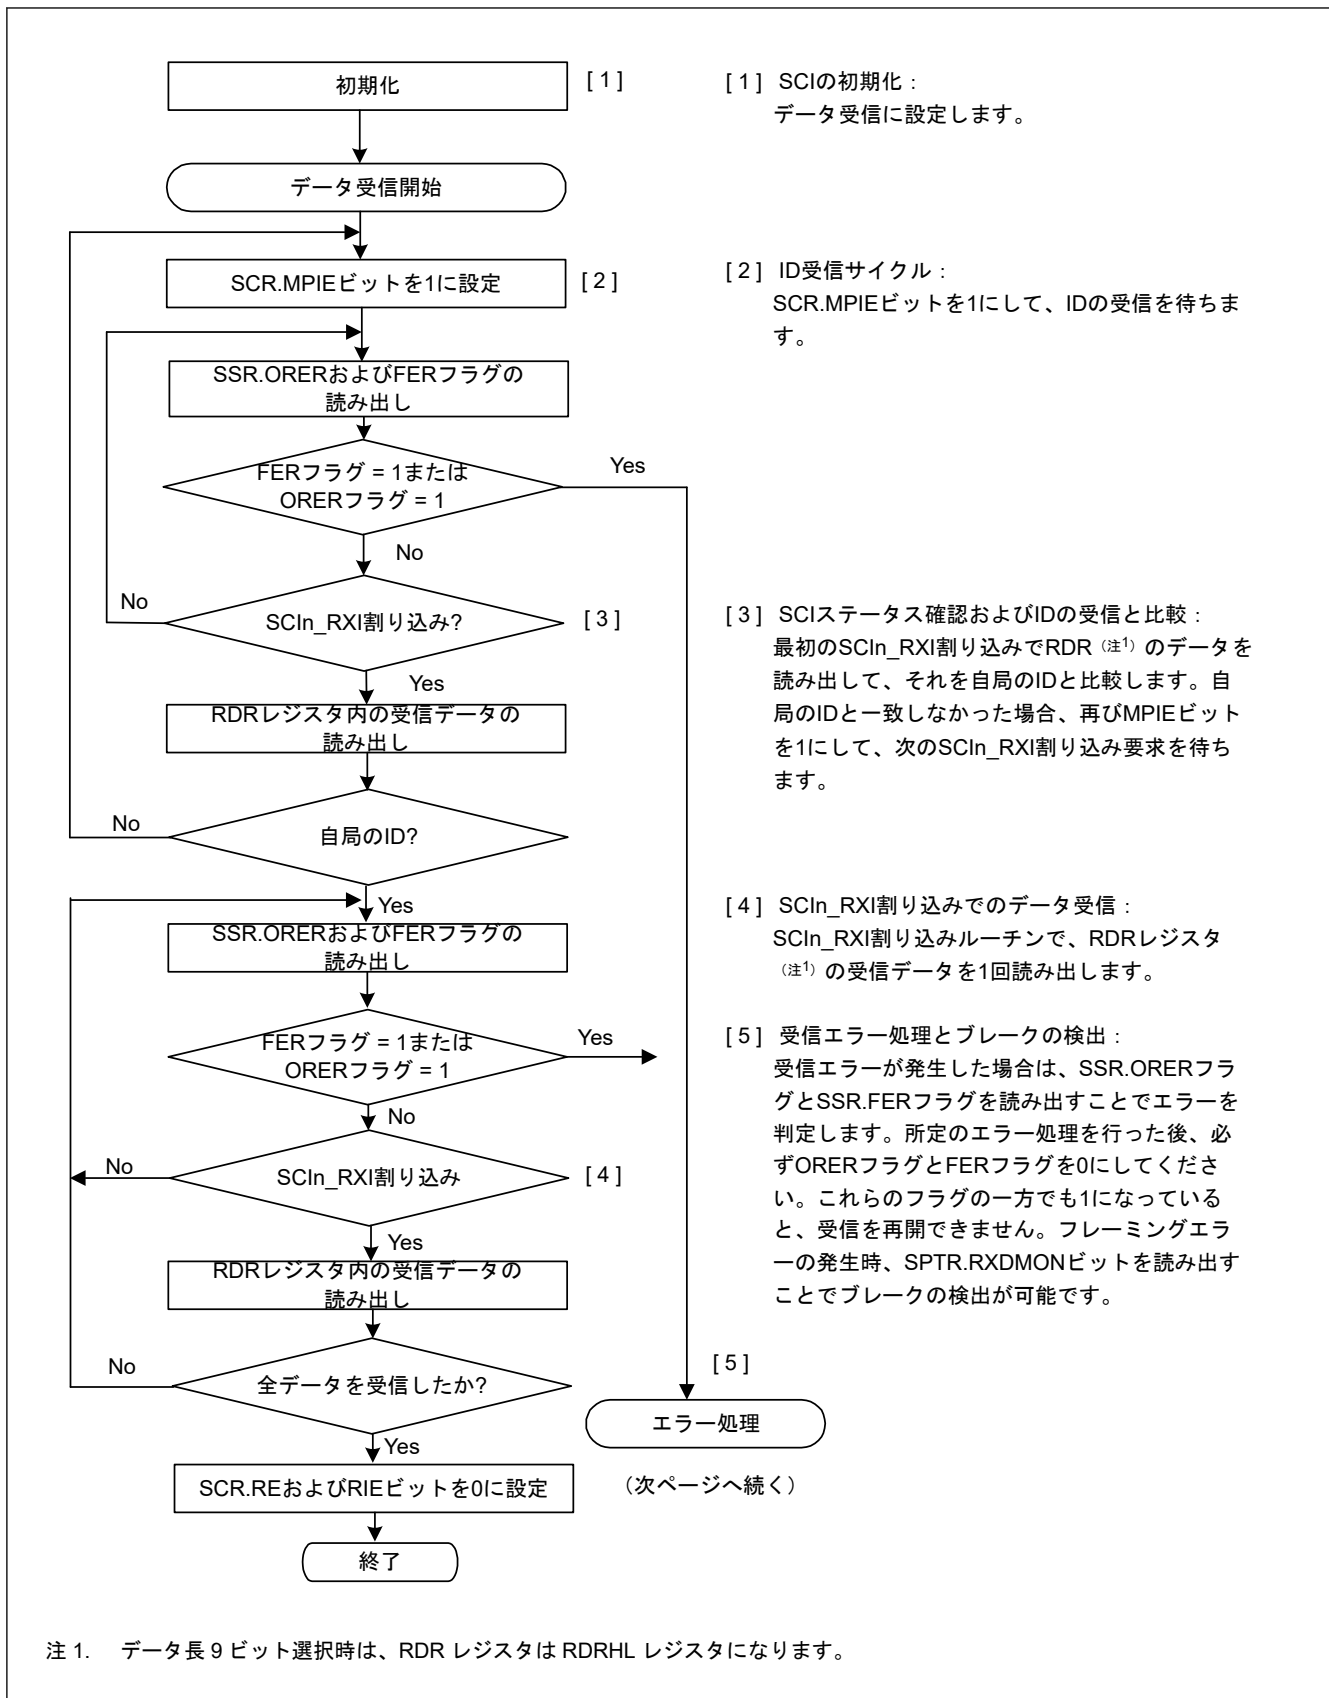 初期化
[ 1 ]
データ受信開始
SCR.MPIEビットを1に設定
[ 2 ]
SSR.ORERおよびFERフラグの
読み出し
FERフラグ = 1または
ORERフラグ = 1
Yes
No
SCIn_RXI割り込み?
No
[ 3 ]
Yes
RDRレジスタ内の受信データの
読み出し
自局のID?
No
Yes
SSR.ORERおよびFERフラグの
読み出し
FERフラグ = 1または
ORERフラグ = 1
Yes
No
SCIn_RXI割り込み
No
[ 4 ]
Yes
RDRレジスタ内の受信データの
読み出し
全データを受信したか?
No
Yes
SCR.REおよびRIEビットを0に設定
終了
[ 5 ]
エラー処理
（次ページへ続く）
[ 1 ] SCIの初期化：
データ受信に設定します。
[ 2 ] ID受信サイクル：
SCR.MPIEビットを1にして、IDの受信を待ちま
す。
[ 3 ] SCIステータス確認およびIDの受信と比較：
最初のSCIn_RXI割り込みでRDR（注1）のデータを
読み出して、それを自局のIDと比較します。自
局のIDと一致しなかった場合、再びMPIEビット
を1にして、次のSCIn_RXI割り込み要求を待ち
ます。
[ 4 ] SCIn_RXI割り込みでのデータ受信：
SCIn_RXI割り込みルーチンで、RDRレジスタ
（注1）の受信データを1回読み出します。
[ 5 ] 受信エラー処理とブレークの検出：
受信エラーが発生した場合は、SSR.ORERフラ
グとSSR.FERフラグを読み出すことでエラーを
判定します。所定のエラー処理を行った後、必
ずORERフラグとFERフラグを0にしてくださ
い。これらのフラグの一方でも1になっている
と、受信を再開できません。フレーミングエラ
ーの発生時、SPTR.RXDMONビットを読み出す
ことでブレークの検出が可能です。
注 1. データ長 9 ビット選択時は、RDR レジスタは RDRHL レジスタになります。